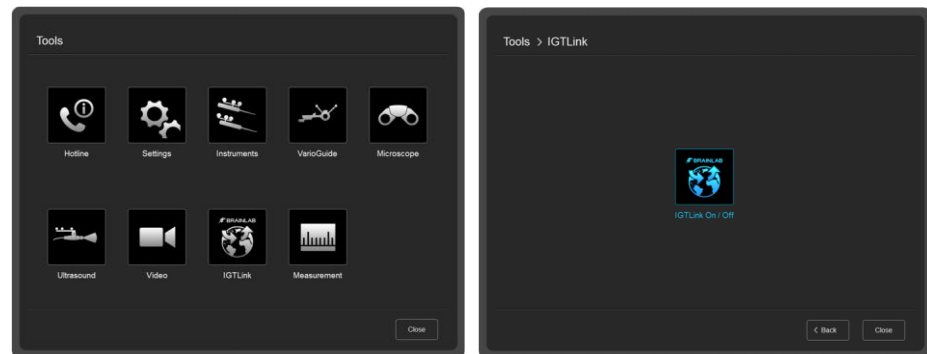 Tools
Hotline
Settings
Instruments
VarioGuide
Microscope
BRAINLAB
Ultrasound
Video
IGTLink
Measurement
Close
Tools > IGTLink
BRAINLAB
IGTLink On / Off
< Back
Close